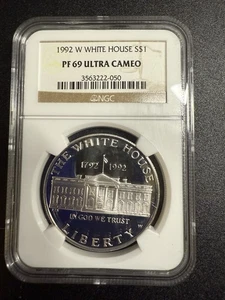 1992 W WHITE HOUSE S$1
PF 69 ULTRA CAMEO
3563222-050
NGC
THE WHITE HOUSE
1792 1992
IN GOD WE TRUST
LIBERTY
W